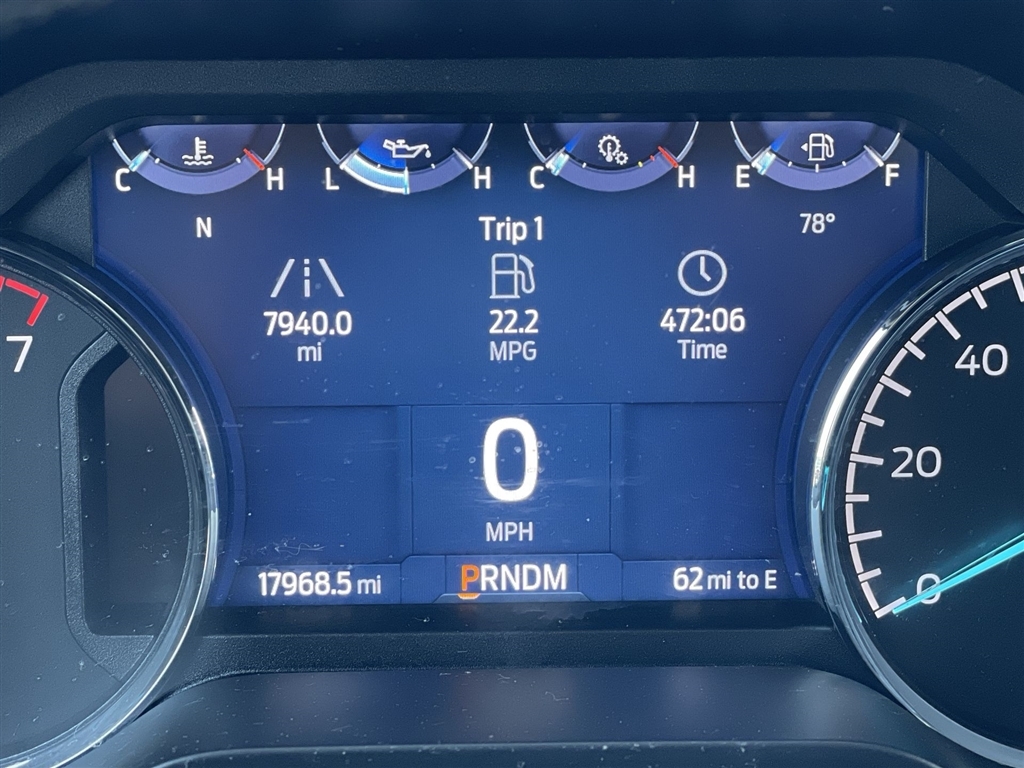 C H L H C H E F
N Trip 1 78°
7940.0 22.2 472:06
mi MPG Time
7
40
20
0
0
MPH
17968.5 mi PRNDM 62 mi to E